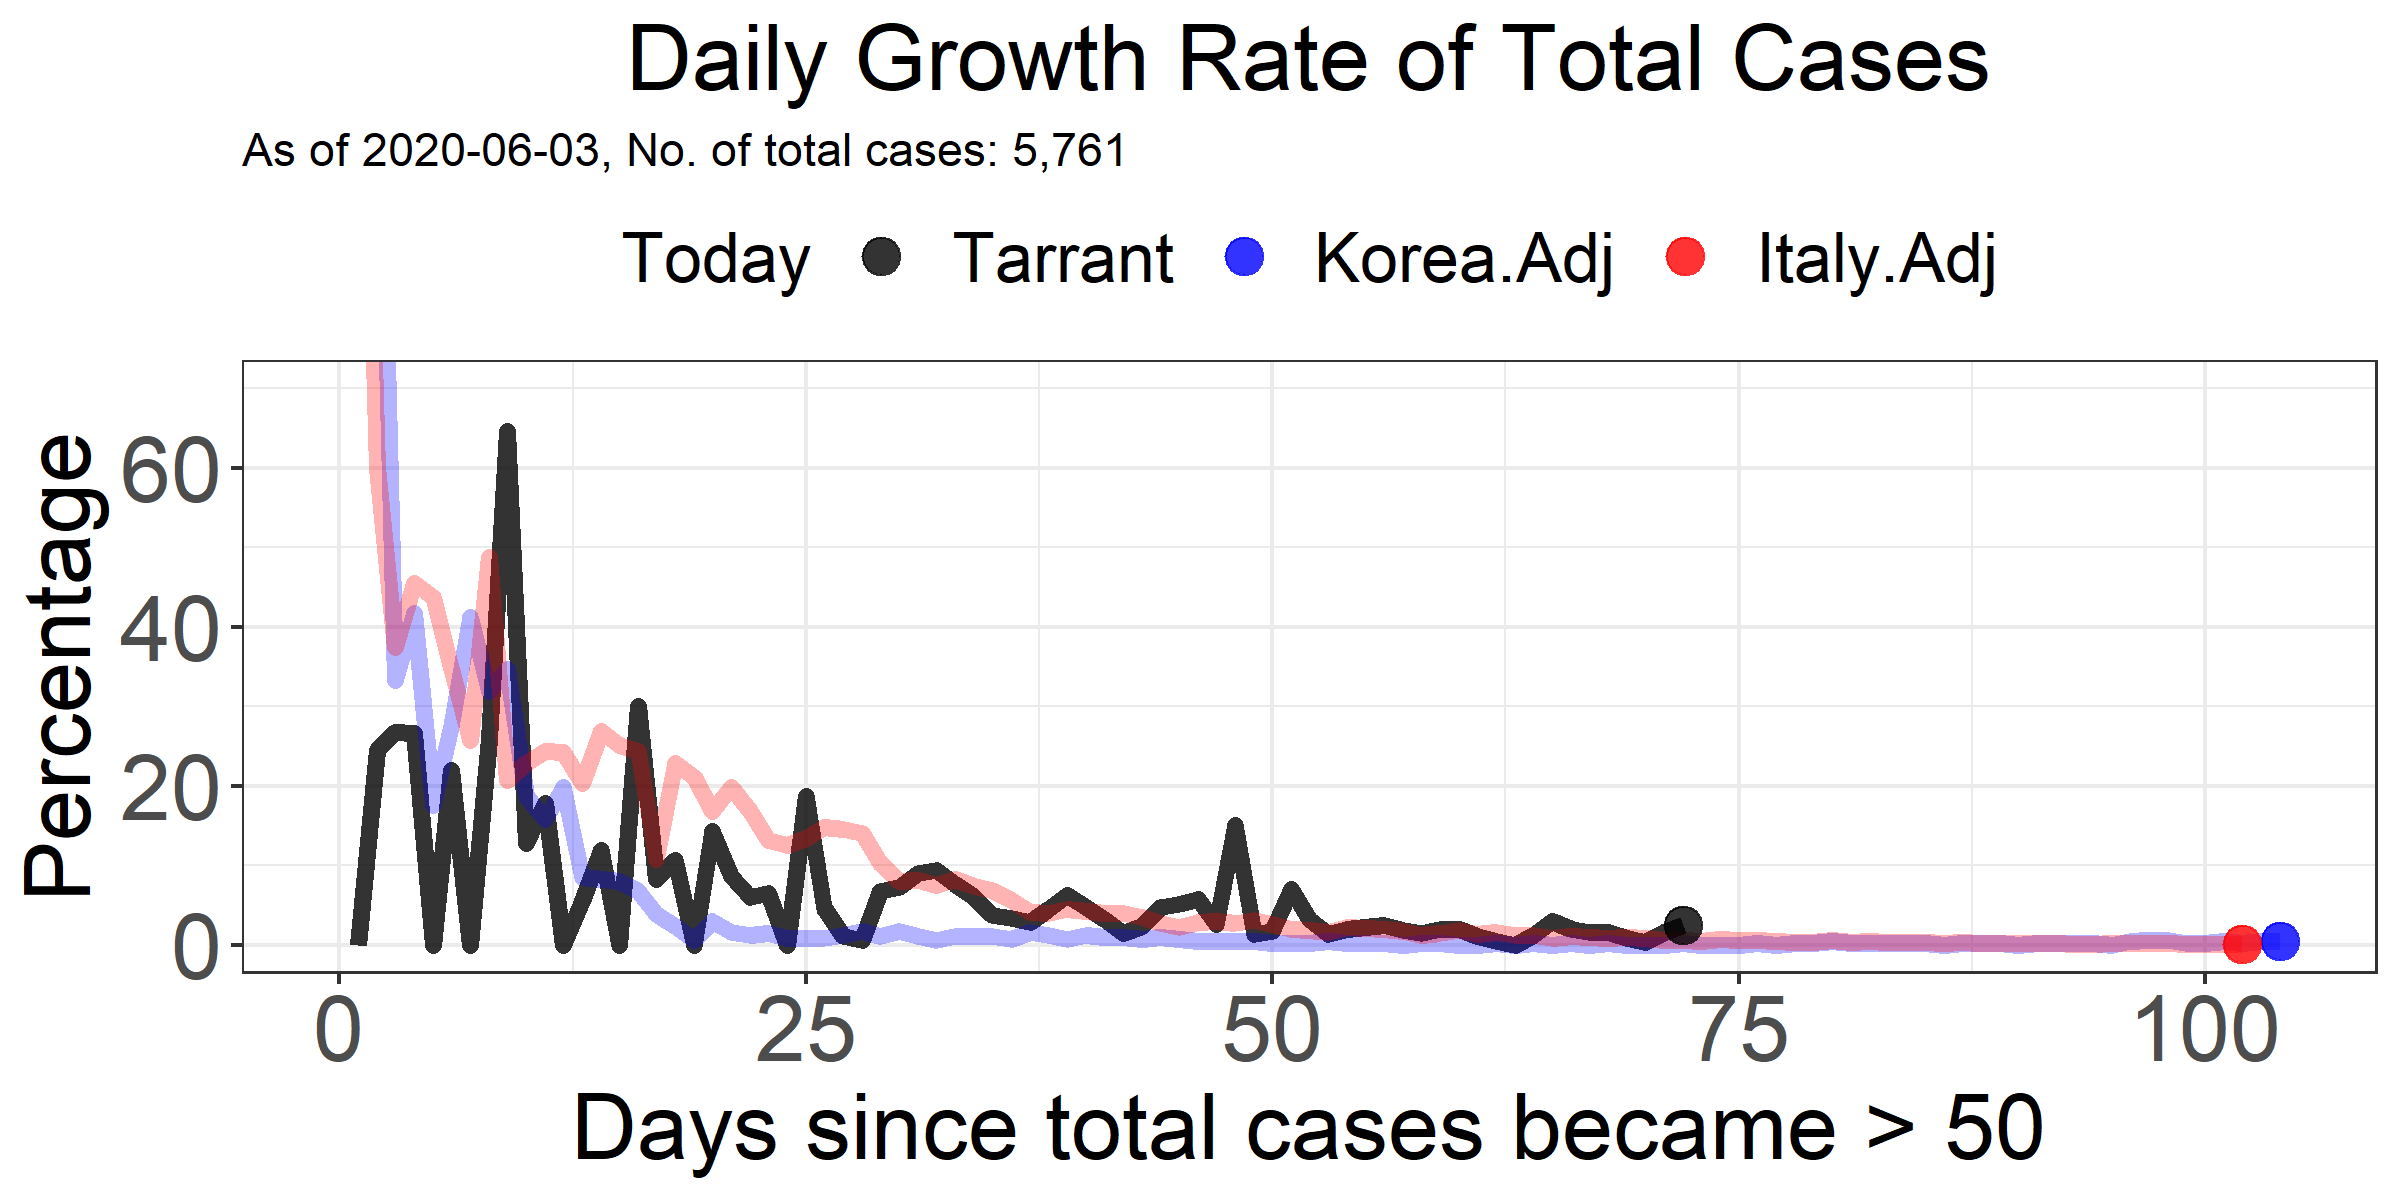 Daily Growth Rate of Total Cases
As of 2020-06-03, No. of total cases: 5,761
Today Tarrant Korea.Adj Italy.Adj
Percentage
60
40
20
0
0 25 50 75 100
Days since total cases became > 50